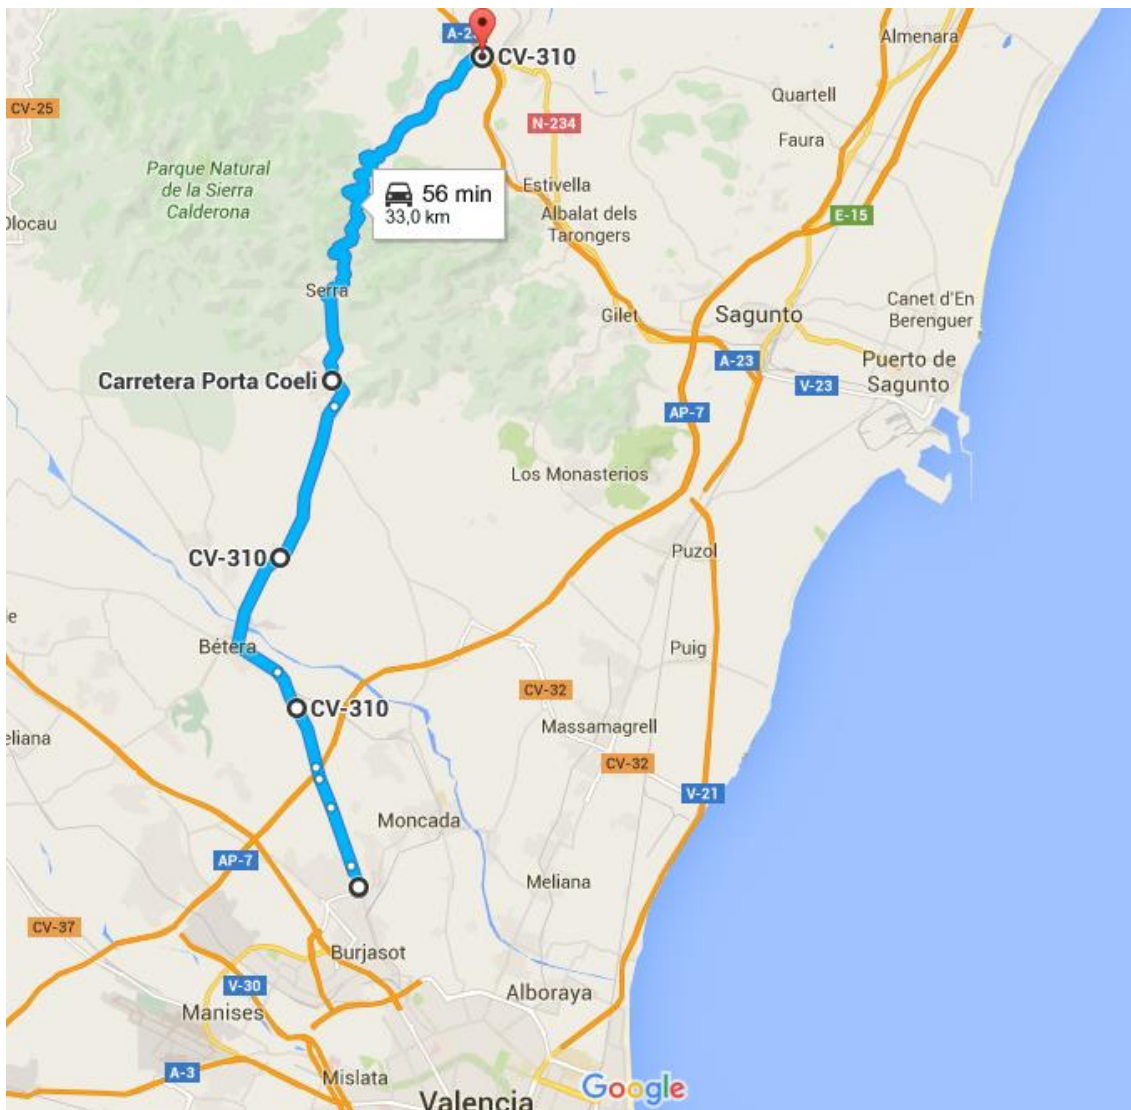 A-23
CV-310
Almenara
CV-25
Quartell
N-234
Faura
Parque Natural
de la Sierra
Calderona
56 min
33,0 km
Estivella
Albalat dels
Tarongers
E-15
Olocau
Serra
Gilet
Sagunto
Canet d'En
Berenguer
A-23
Puerto de
Sagunto
Carretera Porta Coeli
V-23
AP-7
Los Monasterios
CV-310
Puzol
Bétera
Puig
CV-32
CV-310
Massamagrell
eliana
CV-32
V-21
Moncada
AP-7
Meliana
CV-37
Burjasot
V-30
Alboraya
Manises
A-3
Mislata
Google
Valencia